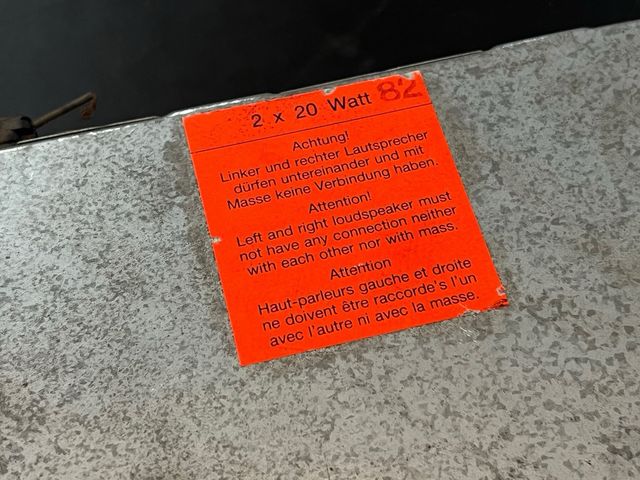 2 x 20 Watt 82
Achtung!
Linker und rechter Lautsprecher
dürfen untereinander und mit
Masse keine Verbindung haben.
Attention!
Left and right loudspeaker must
not have any connection neither
with each other nor with mass.
Attention
Haut-parleurs gauche et droite
ne doivent être raccorde's l'un
avec l'autre ni avec la masse.